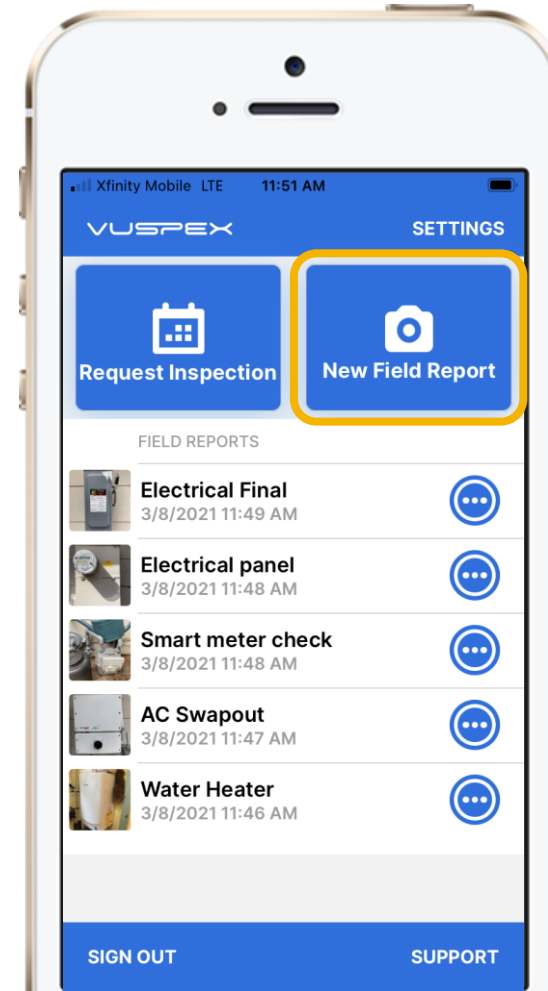 Xfinity Mobile LTE 11:51 AM
VUSPEX SETTINGS
Request Inspection New Field Report
FIELD REPORTS
Electrical Final
3/8/2021 11:49 AM
Electrical panel
3/8/2021 11:48 AM
Smart meter check
3/8/2021 11:48 AM
AC Swapout
3/8/2021 11:47 AM
Water Heater
3/8/2021 11:46 AM
SIGN OUT SUPPORT